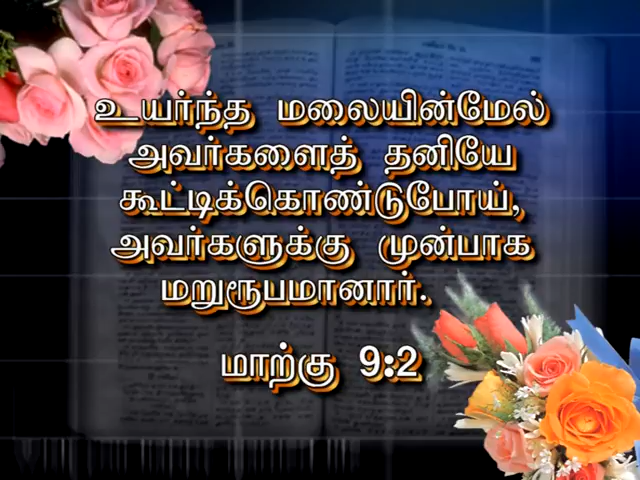 உயர்ந்த மலையின்மேல்
அவர்களைத் தனியே
கூட்டிக்கொண்டுபோய்,
அவர்களுக்கு முன்பாக
மறுரூபமானார்.
மாற்கு 9:2